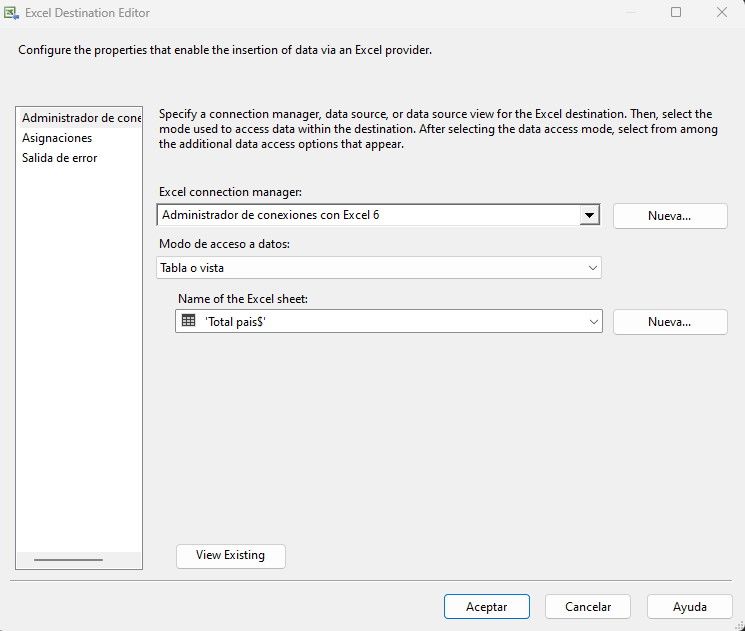 Excel Destination Editor
Configure the properties that enable the insertion of data via an Excel provider.
Administrador de cone
Asignaciones
Salida de error
Specify a connection manager, data source, or data source view for the Excel destination. Then, select the
mode used to access data within the destination. After selecting the data access mode, select from among
the additional data access options that appear.
Excel connection manager:
Administrador de conexiones con Excel 6
Nueva...
Modo de acceso a datos:
Tabla o vista
Name of the Excel sheet:
'Total pais$'
Nueva...
View Existing
Aceptar
Cancelar
Ayuda